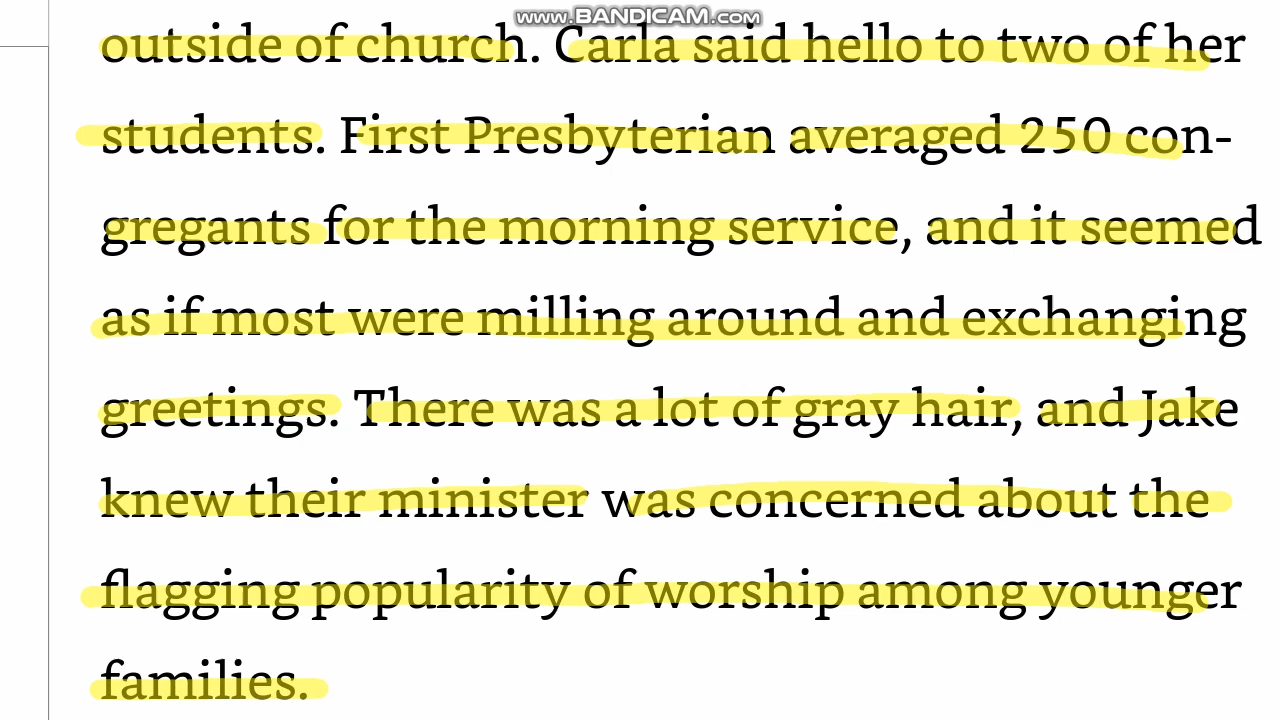 www.BANDICAM.com
outside of church. Carla said hello to two of her
students. First Presbyterian averaged 250 con-
gregants for the morning service, and it seemed
as if most were milling around and exchanging
greetings. There was a lot of gray hair, and Jake
knew their minister was concerned about the
flagging popularity of worship among younger
families.